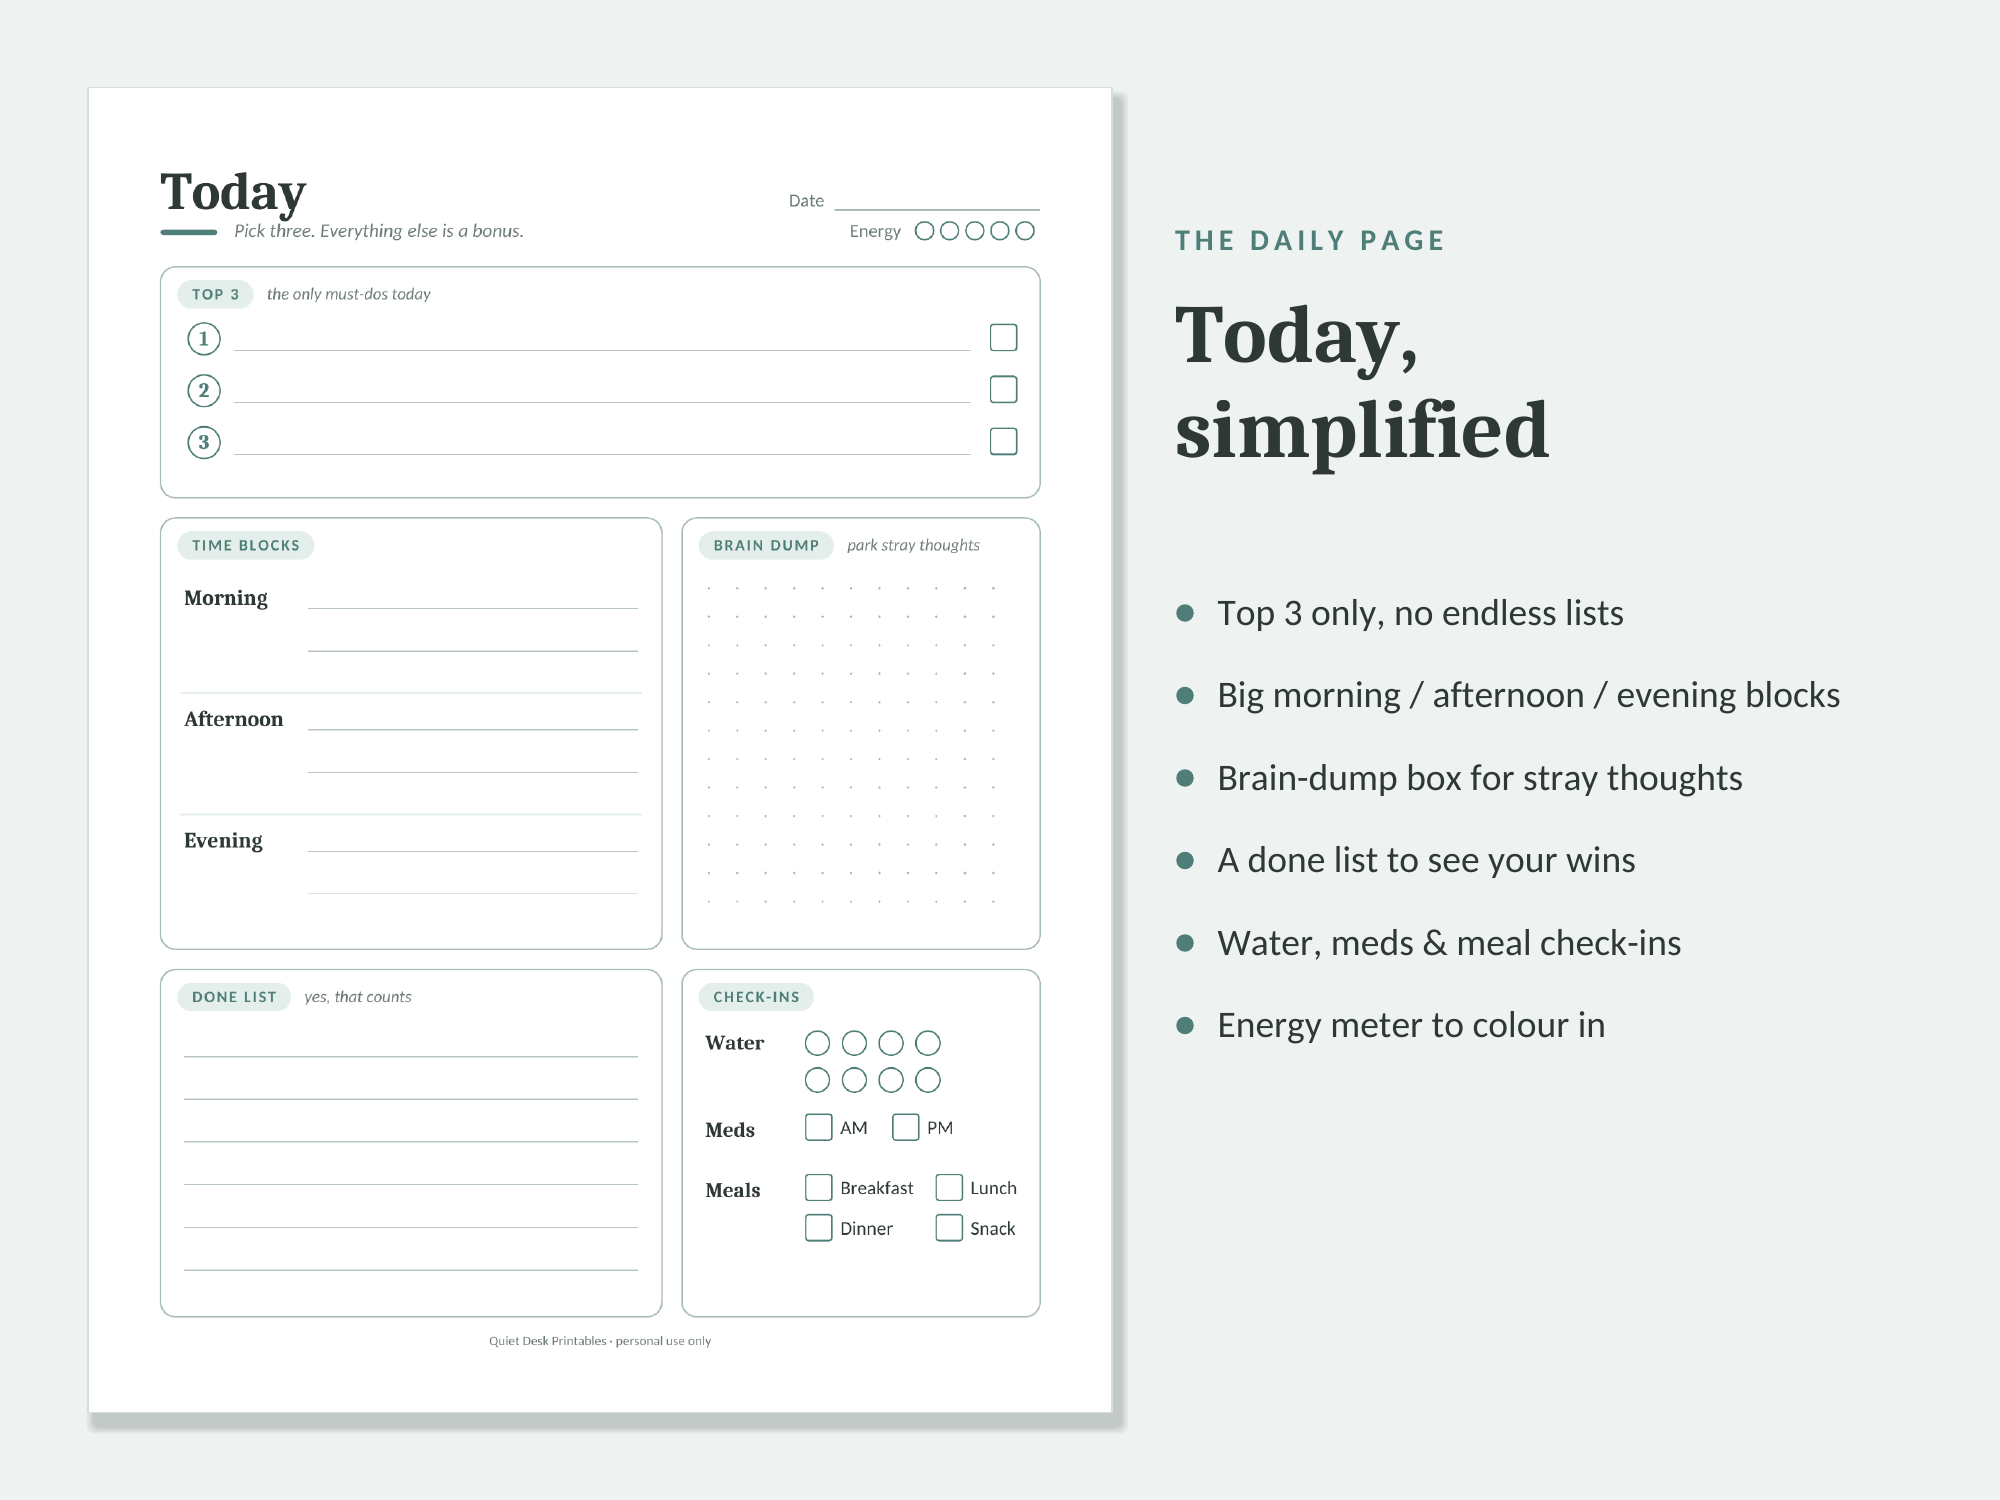 Today
Date
Pick three. Everything else is a bonus.
Energy
TOP 3 the only must-dos today
1
2
3
TIME BLOCKS
Morning
Afternoon
Evening
BRAIN DUMP park stray thoughts
DONE LIST yes, that counts
CHECK-INS
Water
Meds AM PM
Meals Breakfast Lunch
Dinner Snack
Quiet Desk Printables · personal use only
THE DAILY PAGE
Today,
simplified
Top 3 only, no endless lists
Big morning / afternoon / evening blocks
Brain-dump box for stray thoughts
A done list to see your wins
Water, meds & meal check-ins
Energy meter to colour in